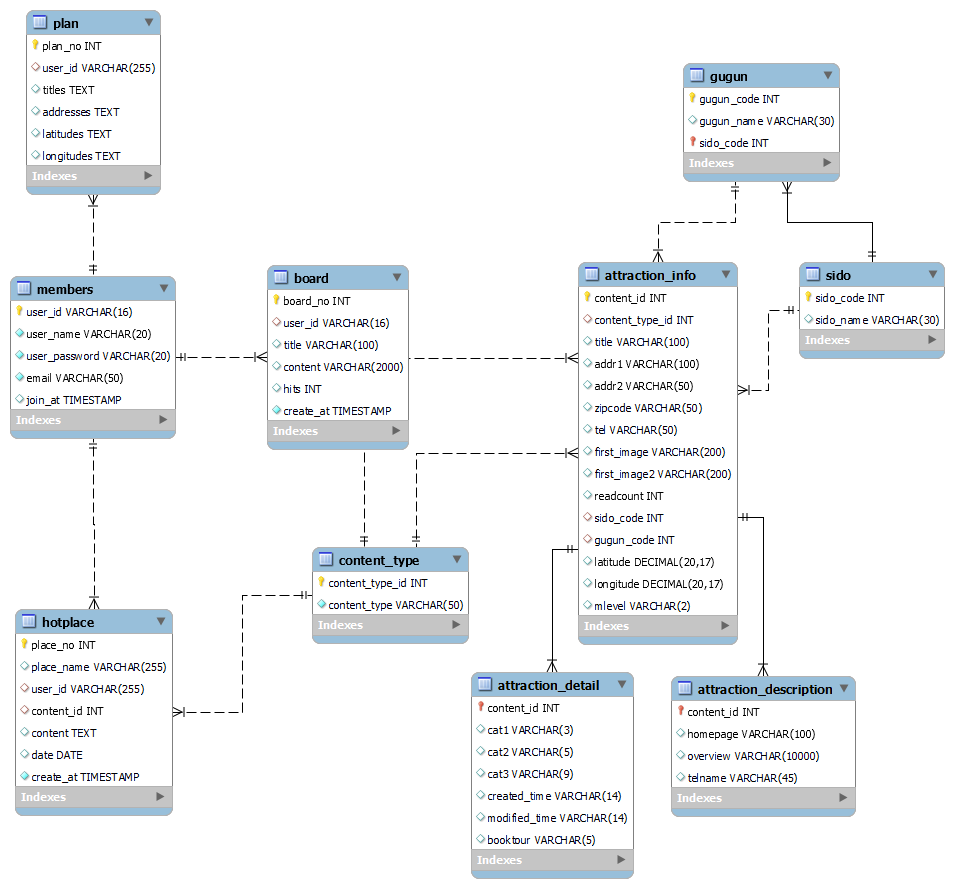 plan
plan_no INT
user_id VARCHAR(255)
titles TEXT
addresses TEXT
latitudes TEXT
longitudes TEXT
Indexes
gugun
gugun_code INT
gugun_name VARCHAR(30)
sido_code INT
Indexes
members
user_id VARCHAR(16)
user_name VARCHAR(20)
user_password VARCHAR(20)
email VARCHAR(50)
join_at TIMESTAMP
Indexes
board
board_no INT
user_id VARCHAR(16)
title VARCHAR(100)
content VARCHAR(2000)
hits INT
create_at TIMESTAMP
Indexes
attraction_info
content_id INT
content_type_id INT
title VARCHAR(100)
addr1 VARCHAR(100)
addr2 VARCHAR(50)
zipcode VARCHAR(50)
tel VARCHAR(50)
first_image VARCHAR(200)
first_image2 VARCHAR(200)
readcount INT
sido_code INT
gugun_code INT
latitude DECIMAL(20,17)
longitude DECIMAL(20,17)
mlevel VARCHAR(2)
Indexes
sido
sido_code INT
sido_name VARCHAR(30)
Indexes
content_type
content_type_id INT
content_type VARCHAR(50)
Indexes
hotplace
place_no INT
place_name VARCHAR(255)
user_id VARCHAR(255)
content_id INT
content TEXT
date DATE
create_at TIMESTAMP
Indexes
attraction_detail
content_id INT
cat1 VARCHAR(3)
cat2 VARCHAR(5)
cat3 VARCHAR(9)
created_time VARCHAR(14)
modified_time VARCHAR(14)
booktour VARCHAR(5)
Indexes
attraction_description
content_id INT
homepage VARCHAR(100)
overview VARCHAR(10000)
telname VARCHAR(45)
Indexes